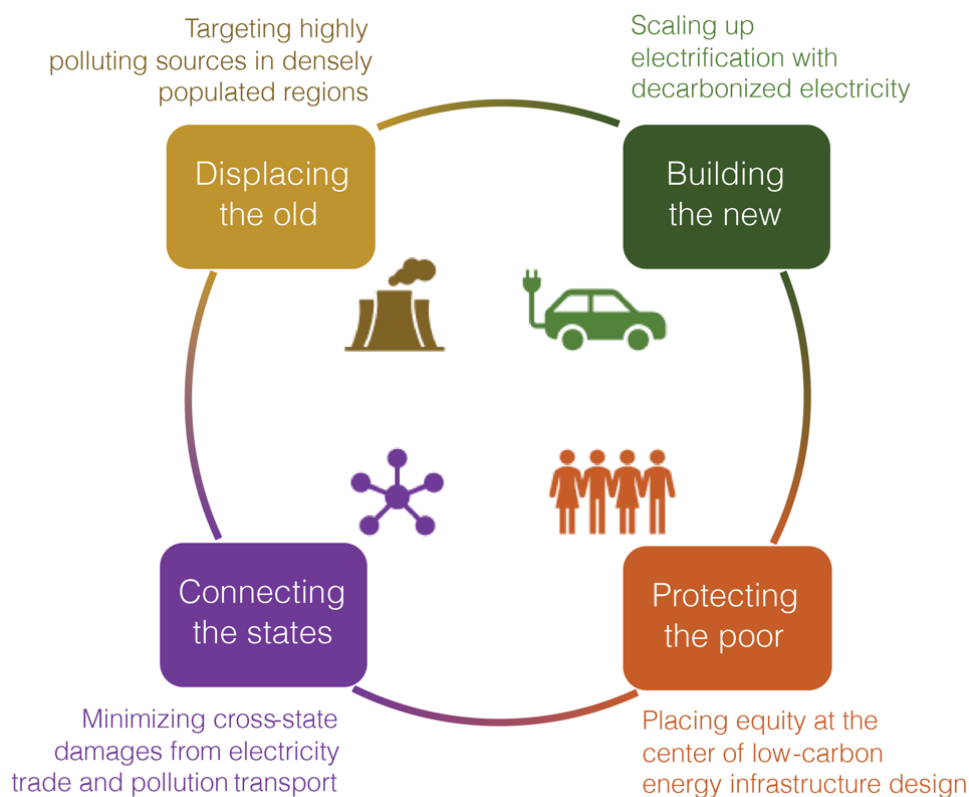 Targeting highly
polluting sources in densely
populated regions
Scaling up
electrification with
decarbonized electricity
Displacing
the old
Building
the new
Connecting
the states
Protecting
the poor
Minimizing cross-state
damages from electricity
trade and pollution transport
Placing equity at the
center of low-carbon
energy infrastructure design